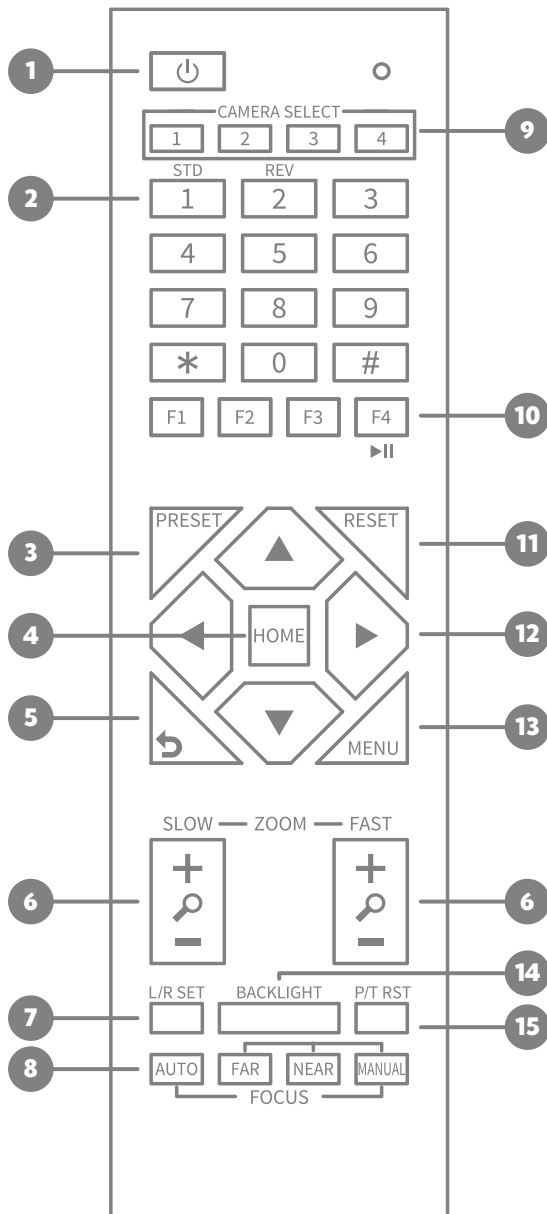 1
CAMERA SELECT
9
1 2 3 4
STD REV
2
1 2 3
4 5 6
7 8 9
* 0 #
F1 F2 F3 F4
10
PRESET RESET
3
11
4
HOME
12
5
MENU
13
SLOW ZOOM FAST
+ +
6
6
− −
14
L/R SET BACKLIGHT P/T RST
7
15
8
AUTO FAR NEAR MANUAL
FOCUS